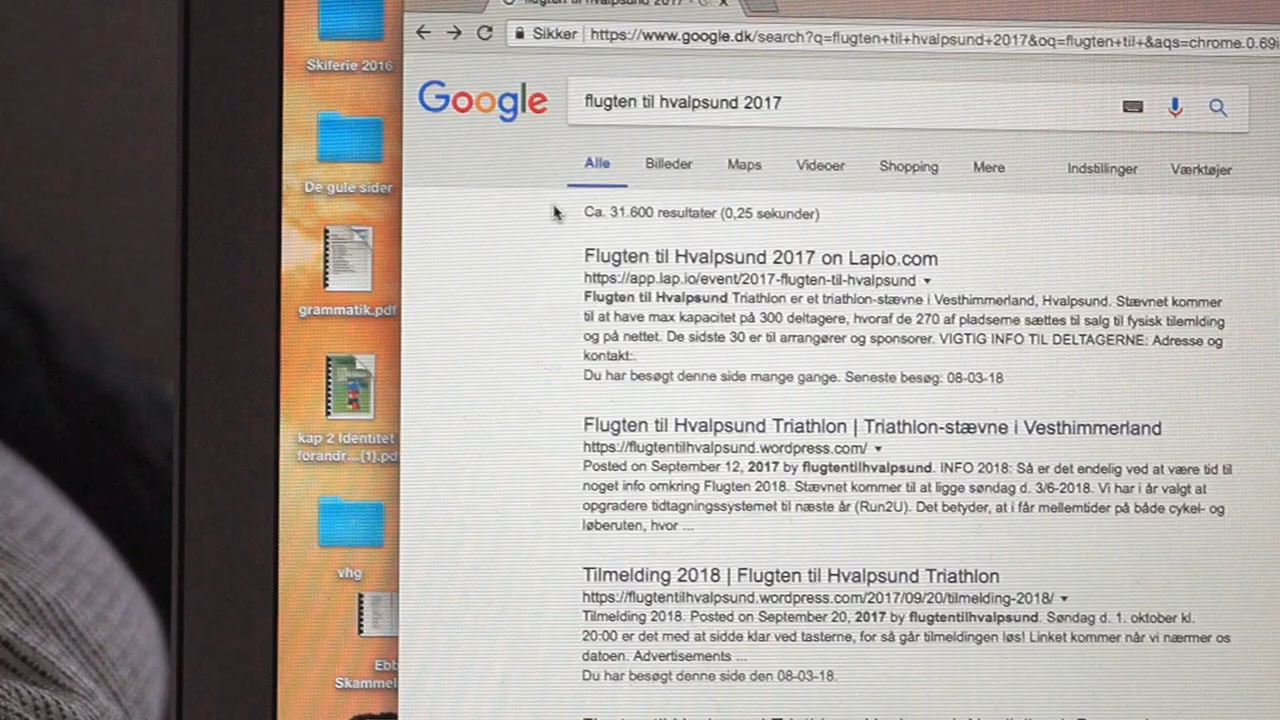 flugten til hvalpsund 2017 - G
Skiferie 2016
Sikker
https://www.google.dk/search?q=flugten+til+hvalpsund+2017&oq=flugten+til+&aqs=chrome.0.69
Google
flugten til hvalpsund 2017
De gule sider
Alle Billeder Maps Videoer Shopping Mere Indstillinger Værktøjer
Ca. 31.600 resultater (0,25 sekunder)
Flugten til Hvalpsund 2017 on Lapio.com
https://app.lap.io/event/2017-flugten-til-hvalpsund
Flugten til Hvalpsund Triathlon er et triathlon-stævne i Vesthimmerland, Hvalpsund. Stævnet kommer
til at have max kapacitet på 300 deltagere, hvoraf de 270 af pladserne sættes til salg til fysisk tilemlding
og på nettet. De sidste 30 er til arrangører og sponsorer. VIGTIG INFO TIL DELTAGERNE: Adresse og
kontakt:.
Du har besøgt denne side mange gange. Seneste besøg: 08-03-18
grammatik.pdf
Flugten til Hvalpsund Triathlon | Triathlon-stævne i Vesthimmerland
https://flugtentilhvalpsund.wordpress.com/
Posted on September 12, 2017 by flugtentilhvalpsund. INFO 2018: Så er det endelig ved at være tid til
noget info omkring Flugten 2018. Stævnet kommer til at ligge søndag d. 3/6-2018. Vi har i år valgt at
opgradere tidtagningssystemet til næste år (Run2U). Det betyder, at i får mellemtider på både cykel- og
løberuten, hvor ...
kap 2 Identitet
forandr...(1).pd
vhg
Tilmelding 2018 | Flugten til Hvalpsund Triathlon
https://flugtentilhvalpsund.wordpress.com/2017/09/20/tilmelding-2018/
Tilmelding 2018. Posted on September 20, 2017 by flugtentilhvalpsund. Søndag d. 1. oktober kl.
20:00 er det med at sidde klar ved tasterne, for så går tilmeldingen løs! Linket kommer når vi nærmer os
datoen. Advertisements ...
Du har besøgt denne side den 08-03-18.
Ebb
Skammel